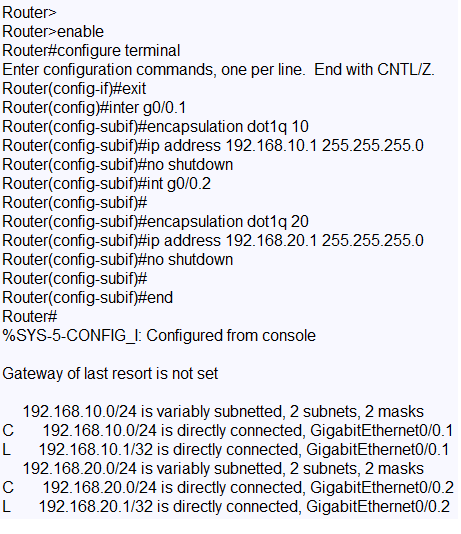 Router>
Router>enable
Router#configure terminal
Enter configuration commands, one per line.  End with CNTL/Z.
Router(config-if)#exit
Router(config)#inter g0/0.1
Router(config-subif)#encapsulation dot1q 10
Router(config-subif)#ip address 192.168.10.1 255.255.255.0
Router(config-subif)#no shutdown
Router(config-subif)#int g0/0.2
Router(config-subif)#
Router(config-subif)#encapsulation dot1q 20
Router(config-subif)#ip address 192.168.20.1 255.255.255.0
Router(config-subif)#no shutdown
Router(config-subif)#
Router(config-subif)#end
Router#
%SYS-5-CONFIG_I: Configured from console
Gateway of last resort is not set
192.168.10.0/24 is variably subnetted, 2 subnets, 2 masks
C 192.168.10.0/24 is directly connected, GigabitEthernet0/0.1
L 192.168.10.1/32 is directly connected, GigabitEthernet0/0.1
192.168.20.0/24 is variably subnetted, 2 subnets, 2 masks
C 192.168.20.0/24 is directly connected, GigabitEthernet0/0.2
L 192.168.20.1/32 is directly connected, GigabitEthernet0/0.2